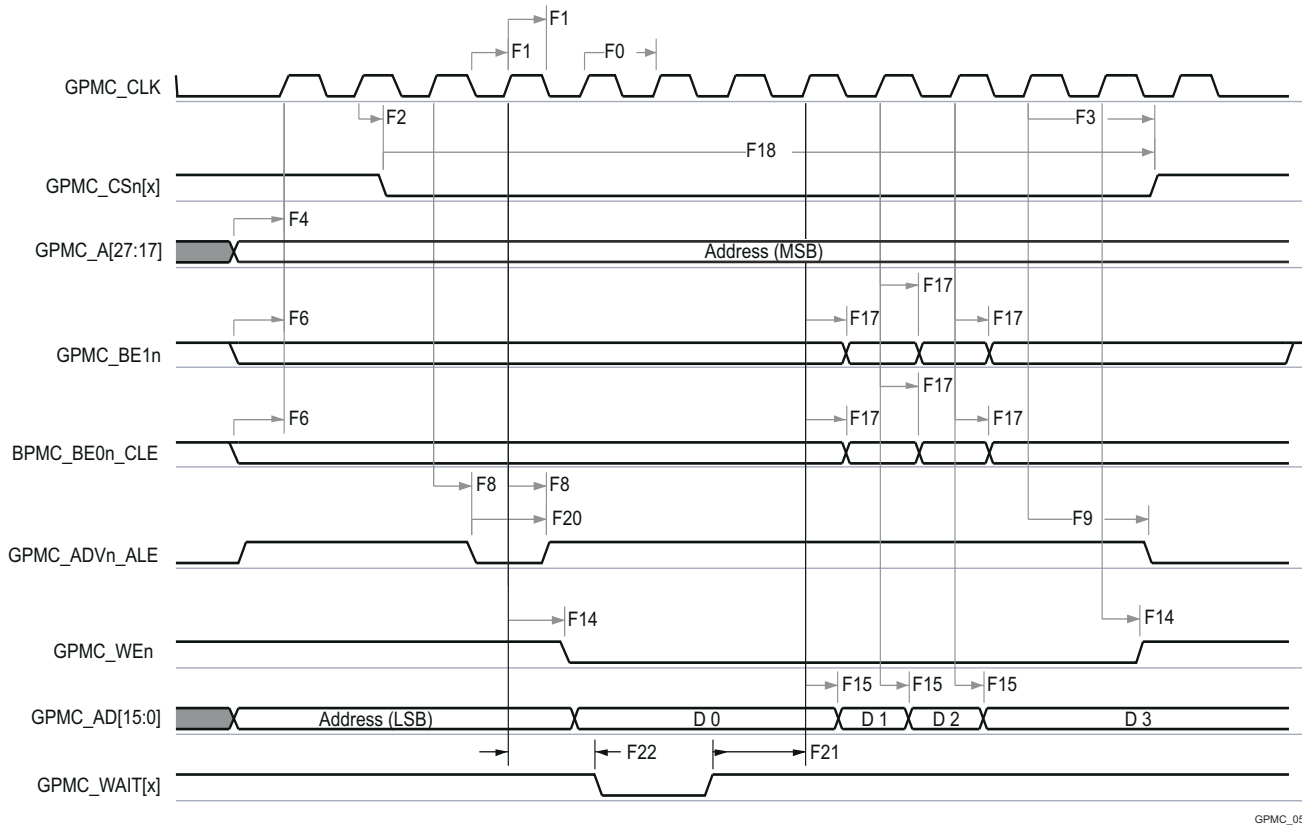 F1
F1 F0
GPMC_CLK
F2 F3
F18
GPMC_CSn[x]
F4
GPMC_A[27:17] Address (MSB)
F17
F6 F17 F17
GPMC_BE1n
F17
F6 F17 F17
BPMC_BE0n_CLE
F8 F8
F20 F9
GPMC_ADVn_ALE
F14 F14
GPMC_WEn
F15 F15 F15
GPMC_AD[15:0] Address (LSB) D 0 D 1 D 2 D 3
F22 F21
GPMC_WAIT[x]
GPMC_05